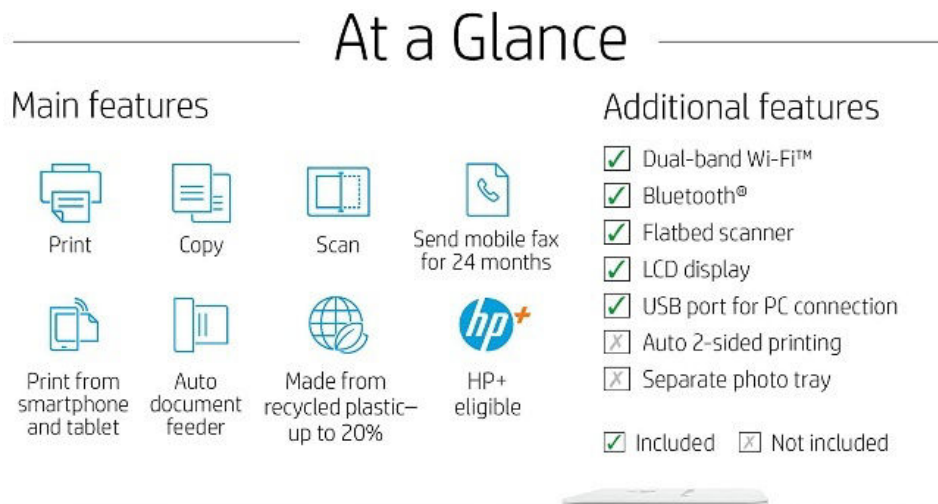 At a Glance
Main features
Print
Copy
Scan
Send mobile fax
for 24 months
Print from
smartphone
and tablet
Auto
document
feeder
Made from
recycled plastic—
up to 20%
hp+
HP+
eligible
Additional features
Dual-band Wi-Fi™
Bluetooth®
Flatbed scanner
LCD display
USB port for PC connection
Auto 2-sided printing
Separate photo tray
Included
Not included